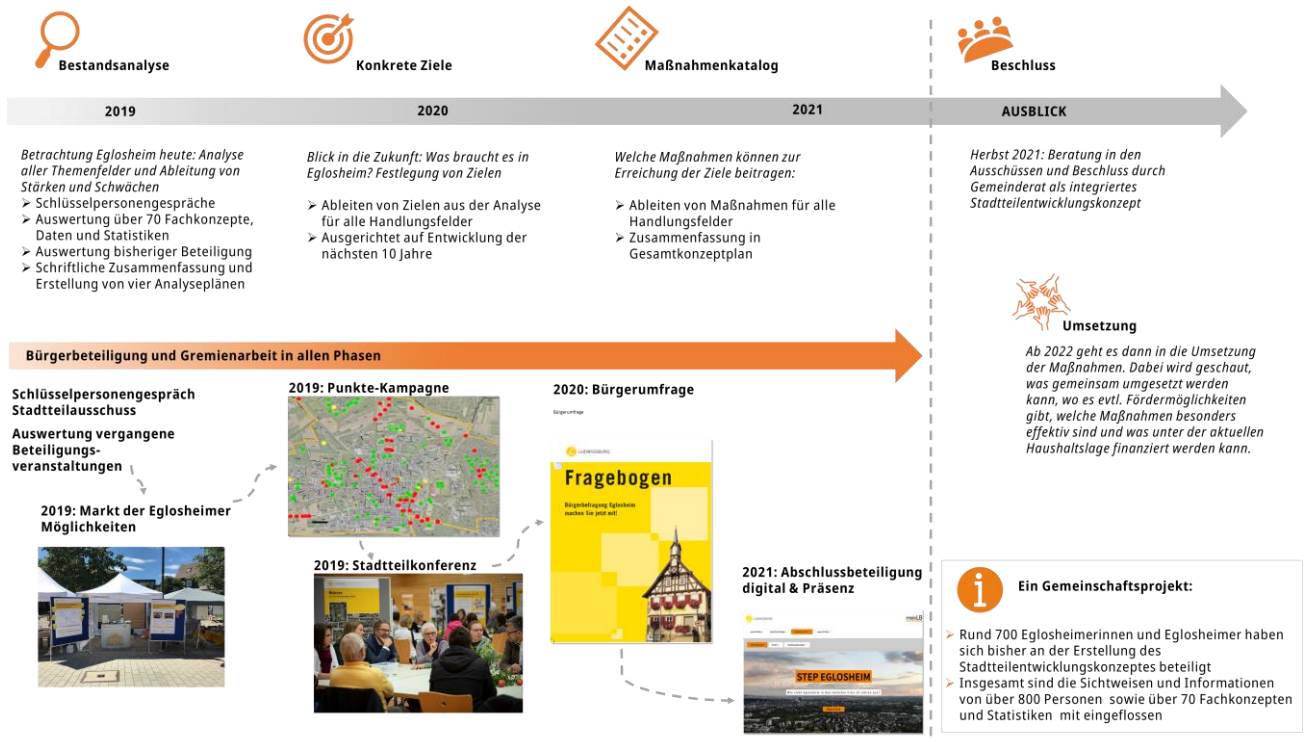 Bestandsanalyse
Konkrete Ziele
Maßnahmenkatalog
Beschluss
2019
2020
2021
AUSBLICK
Betrachtung Eglosheim heute: Analyse
aller Themenfelder und Ableitung von
Stärken und Schwächen
➢ Schlüsselpersonengespräche
➢ Auswertung über 70 Fachkonzepte,
Daten und Statistiken
➢ Auswertung bisheriger Beteiligung
➢ Schriftliche Zusammenfassung und
Erstellung von vier Analyseplänen
Blick in die Zukunft: Was braucht es in
Eglosheim? Festlegung von Zielen
➢ Ableiten von Zielen aus der Analyse
für alle Handlungsfelder
➢ Ausgerichtet auf Entwicklung der
nächsten 10 Jahre
Welche Maßnahmen können zur
Erreichung der Ziele beitragen:
➢ Ableiten von Maßnahmen für alle
Handlungsfelder
➢ Zusammenfassung in
Gesamtkonzeptplan
Herbst 2021: Beratung in den
Ausschüssen und Beschluss durch
Gemeinderat als integriertes
Stadtteilentwicklungskonzept
Umsetzung
Ab 2022 geht es dann in die Umsetzung
der Maßnahmen. Dabei wird geschaut,
was gemeinsam umgesetzt werden
kann, wo es evtl. Fördermöglichkeiten
gibt, welche Maßnahmen besonders
effektiv sind und was unter der aktuellen
Haushaltslage finanziert werden kann.
Bürgerbeteiligung und Gremienarbeit in allen Phasen
Schlüsselpersonengespräch
Stadtteilausschuss
Auswertung vergangene
Beteiligungs-
veranstaltungen
2019: Markt der Eglosheimer
Möglichkeiten
2019: Punkte-Kampagne
2019: Stadtteilkonferenz
2020: Bürgerumfrage
Bürgerumfrage
LUDWIGSBURG
Fragebogen
Bürgerbefragung Eglosheim
machen Sie jetzt mit!
2021: Abschlussbeteiligung
digital & Präsenz
LUDWIGSBURG
meinLB
STEP EGLOSHEIM
Ein Gemeinschaftsprojekt:
➢ Rund 700 Eglosheimerinnen und Eglosheimer haben
sich bisher an der Erstellung des
Stadtteilentwicklungskonzeptes beteiligt
➢ Insgesamt sind die Sichtweisen und Informationen
von über 800 Personen sowie über 70 Fachkonzepten
und Statistiken mit eingeflossen